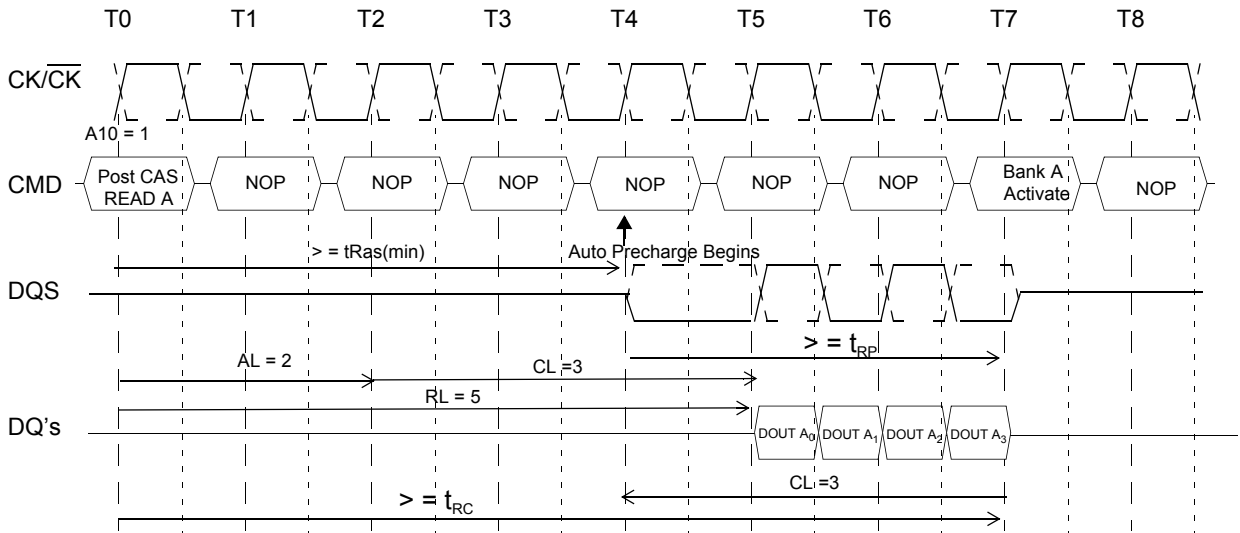 T0 T1 T2 T3 T4 T5 T6 T7 T8
CK/CK
A10 = 1
CMD
Post CAS
READ A
NOP
NOP
NOP
NOP
NOP
NOP
Bank A
Activate
NOP
> = tRas(min)
Auto Precharge Begins
DQS
> = tRP
AL = 2
CL =3
RL = 5
DQ's
DOUT A0
DOUT A1
DOUT A2
DOUT A3
CL =3
> = tRC